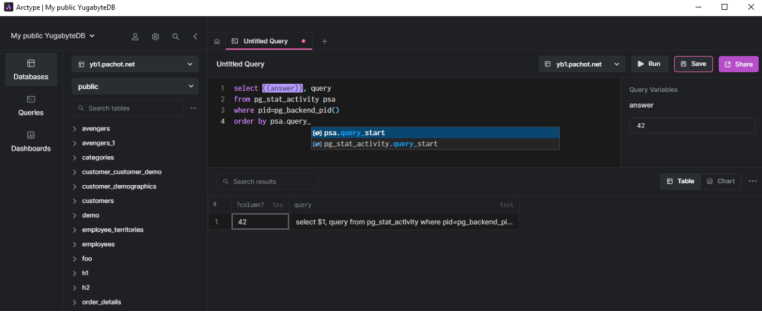 Arctype | My public YugabyteDB
My public YugabyteDB
Untitled Query
Databases
Queries
Dashboards
yb1.pachot.net
public
Search tables
avengers
avengers_1
categories
customer_customer_demo
customer_demographics
customers
demo
employee_territories
employees
foo
h1
h2
order_details
Untitled Query
yb1.pachot.net
Run
Save
Share
1 select {{answer}}, query
2 from pg_stat_activity psa
3 where pid=pg_backend_pid()
4 order by psa.query_
psa.query_start
pg_stat_activity.query_start
Query Variables
answer
42
Search results
Table
Chart
# ?column? tex query text
1 42 select $1, query from pg_stat_activity where pid=pg_backend_pi...